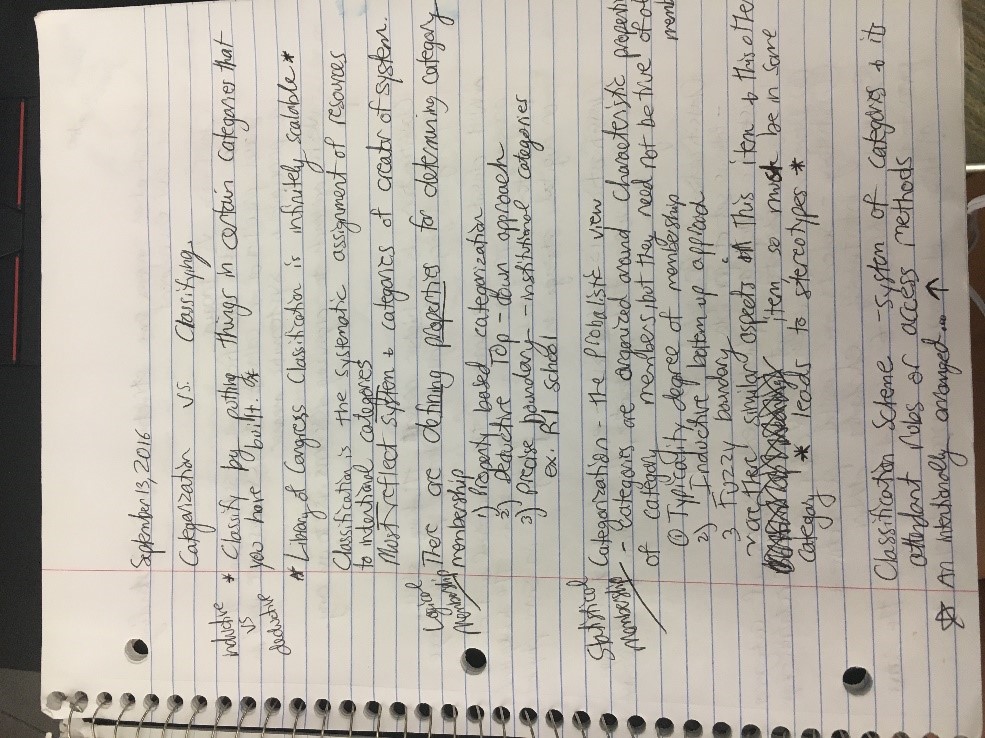 September 13, 2016
Categorization vs. Classifying
inductive
vs
deductive
* Classify by putting things in certain categories that
you have built.
* Library of Congress Classification is infinitely scalable *
Classification is the systematic assignment of resources
to intentional categories
Must reflect system & categories of creator of system.
Logical
Membership
There are defining properties for determining category
membership
1) Property based categorization
2) deductive Top-down approach
3) precise boundary - institutional categories
ex. R1 school
Statistical
Membership
Categorization - the probalistic view
- Categories are organized around characteristic properti
of category members, but they need not be true of al
memb
① Typicality degree of membership
2) Inductive bottom up approach
3 Fuzzy boundary
are there similar aspects this item & this other
item so must be in same
category * leads to stereotypes *
Classification scheme - system of categories & its
attendant rules or access methods
An intentionally arranged... ↑